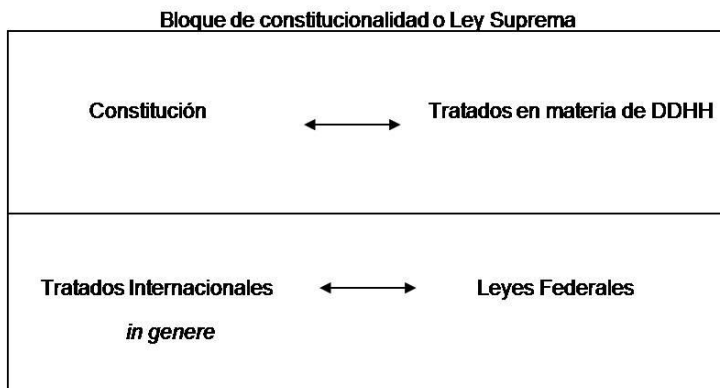 Bloque de constitucionalidad o Ley Suprema
Constitución Tratados en materia de DDHH
Tratados Internacionales Leyes Federales
in genere